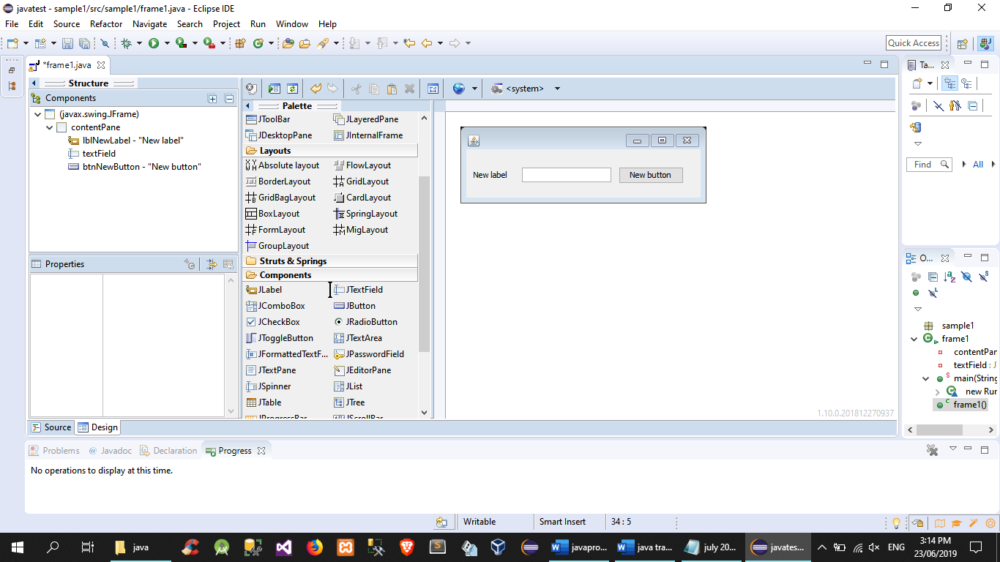 javatest - sample1/src/sample1/frame1.java - Eclipse IDE
File Edit Source Refactor Navigate Search Project Run Window Help
Quick Access
*frame1.java
Ta...
Structure
Components
(javax.swing.JFrame)
contentPane
lblNewLabel - "New label"
textField
btnNewButton - "New button"
Properties
<system>
Palette
JToolBar JLayeredPane
JDesktopPane JInternalFrame
Layouts
Absolute layout FlowLayout
BorderLayout GridLayout
GridBagLayout CardLayout
BoxLayout SpringLayout
FormLayout MigLayout
GroupLayout
Struts & Springs
Components
JLabel JTextField
JComboBox JButton
JCheckBox JRadioButton
JToggleButton JTextArea
JFormattedTextF... JPasswordField
JTextPane JEditorPane
JSpinner JList
JTable JTree
JProgressBar JScrollBar
New label New button
1.10.0.201812270937
Find All
O...
sample1
frame1
contentPan
textField : J
main(String
new Run
frame1()
Source Design
Problems @ Javadoc Declaration Progress
No operations to display at this time.
Writable Smart Insert 34 : 5
java javapro... java tra... july 20... javates... ENG 3:14 PM
23/06/2019